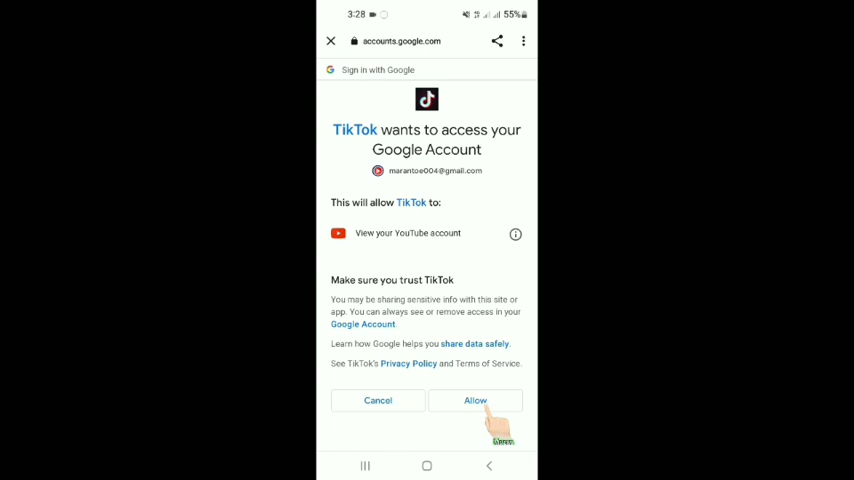 3:28
55%
accounts.google.com
Sign in with Google
TikTok wants to access your
Google Account
marantoe004@gmail.com
This will allow TikTok to:
View your YouTube account
Make sure you trust TikTok
You may be sharing sensitive info with this site or
app. You can always see or remove access in your
Google Account.
Learn how Google helps you share data safely.
See TikTok's Privacy Policy and Terms of Service.
Cancel
Allow